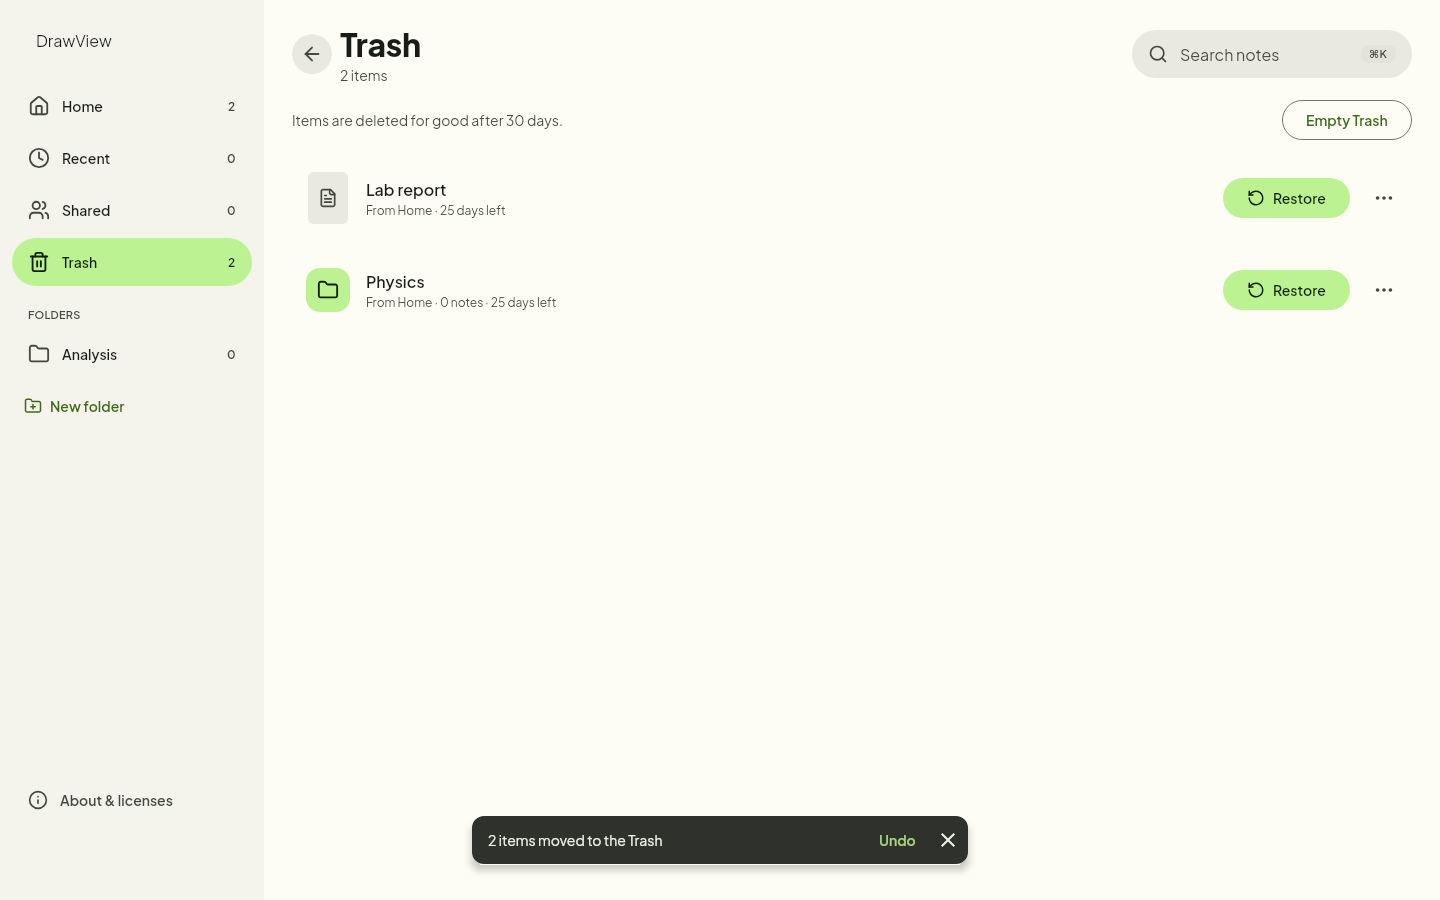 DrawView
Home 2
Recent 0
Shared 0
Trash 2
FOLDERS
Analysis 0
New folder
About & licenses
Trash
2 items
Search notes ⌘K
Items are deleted for good after 30 days.
Empty Trash
Lab report
From Home · 25 days left
Restore
Physics
From Home · 0 notes · 25 days left
Restore
2 items moved to the Trash Undo